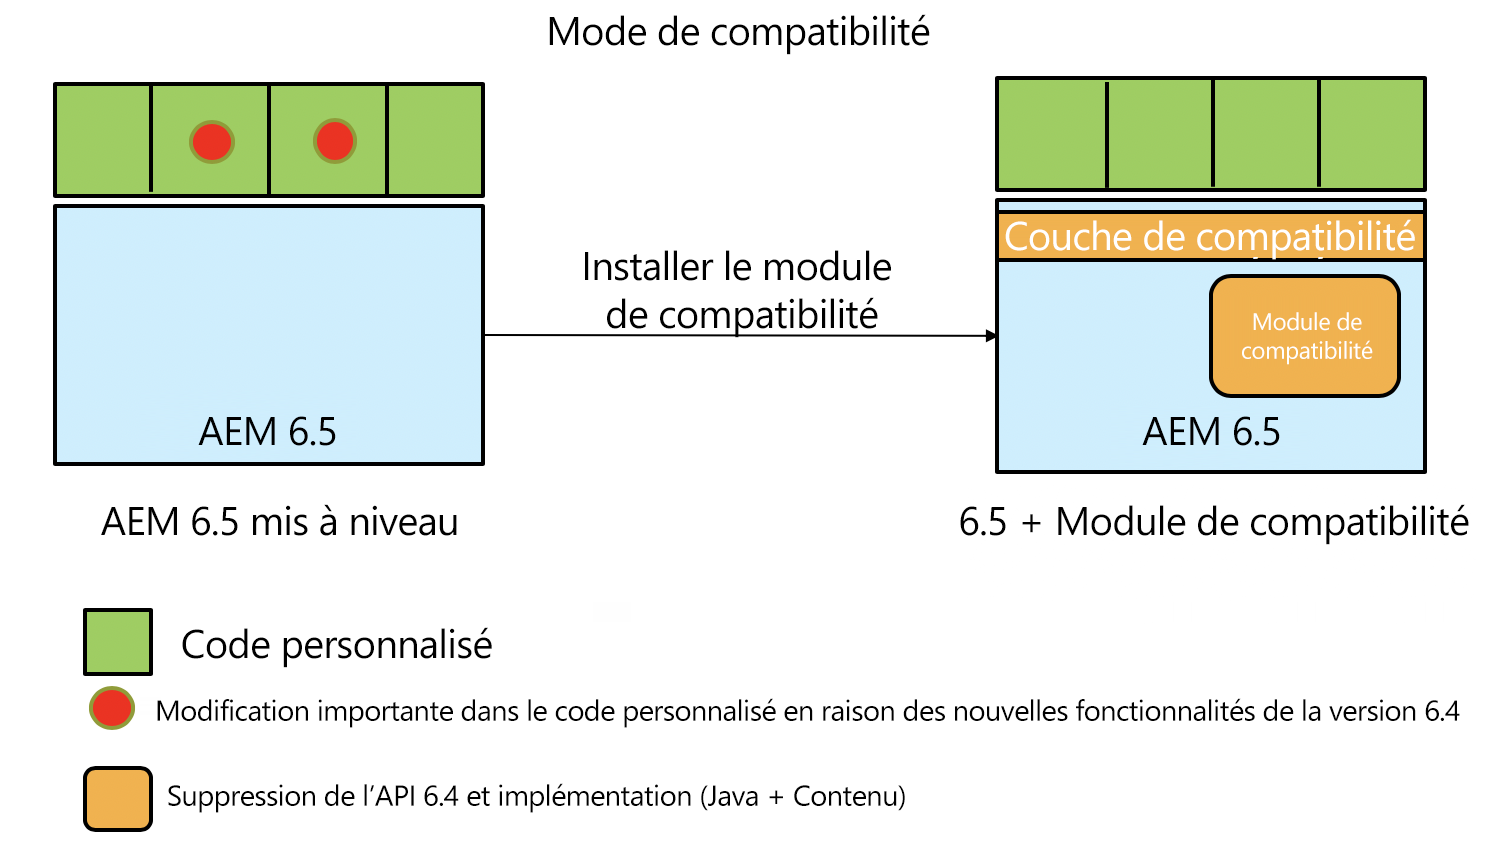 Mode de compatibilité
Couche de compatibilité
Installer le module
de compatibilité
Module de
compatibilité
AEM 6.5
AEM 6.5
AEM 6.5 mis à niveau
6.5 + Module de compatibilité
Code personnalisé
Modification importante dans le code personnalisé en raison des nouvelles fonctionnalités de la version 6.4
Suppression de l’API 6.4 et implémentation (Java + Contenu)